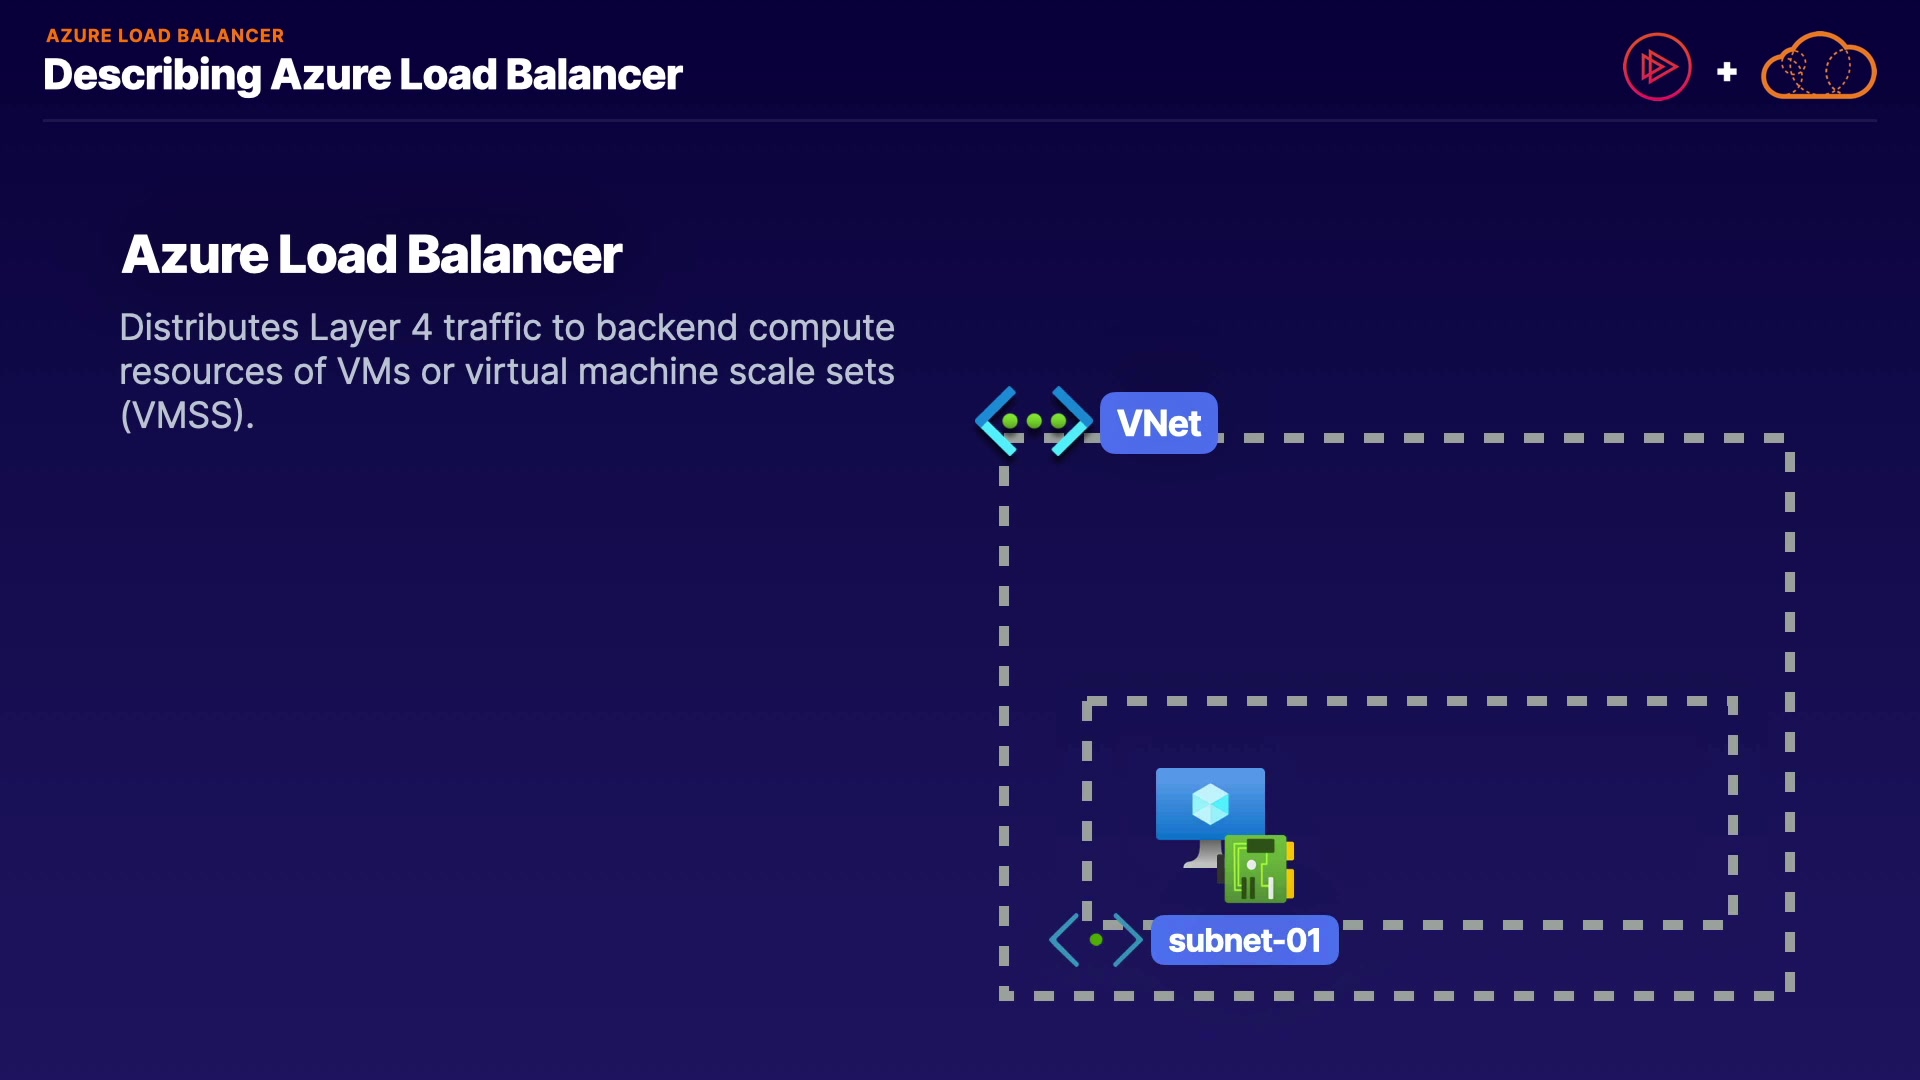 AZURE LOAD BALANCER
Describing Azure Load Balancer
Azure Load Balancer
Distributes Layer 4 traffic to backend compute
resources of VMs or virtual machine scale sets
(VMSS).
VNet
subnet-01